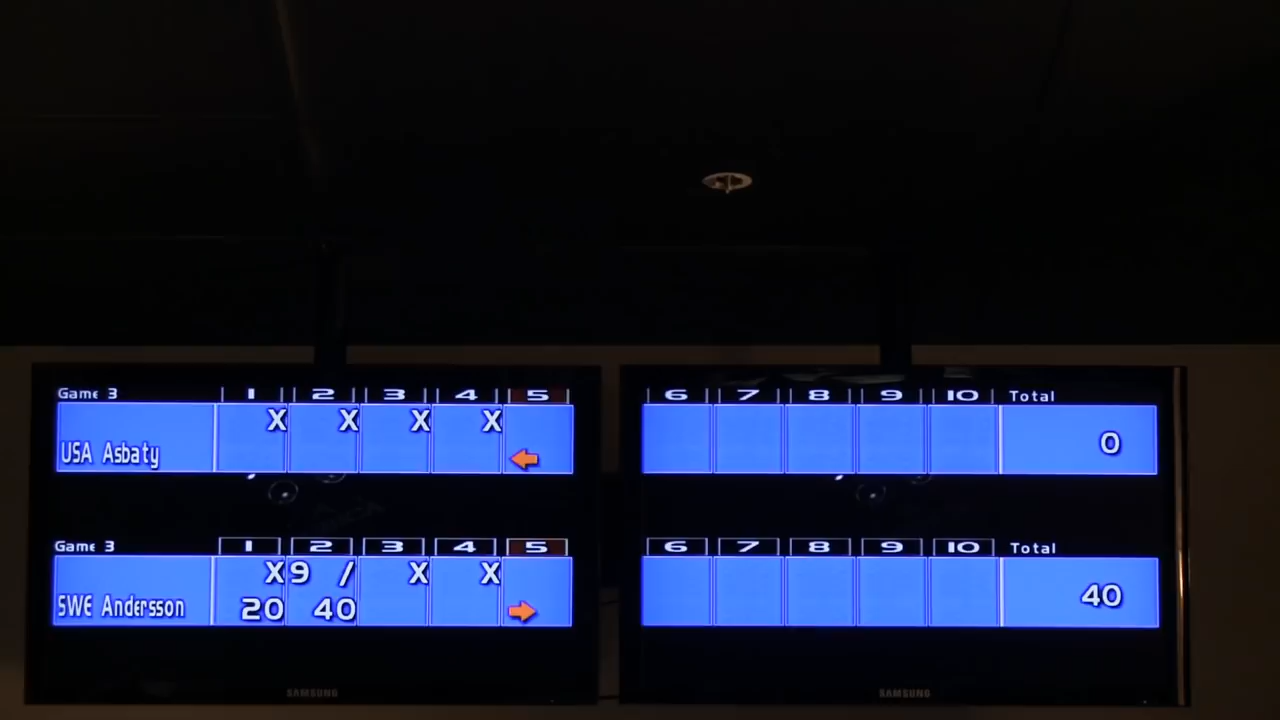 Game 3 1 2 3 4 5
X X X X
USA Asbaty
Game 3 1 2 3 4 5
X 9 / X X
SWE Andersson 20 40
SAMSUNG
6 7 8 9 10 Total
0
6 7 8 9 10 Total
40
SAMSUNG